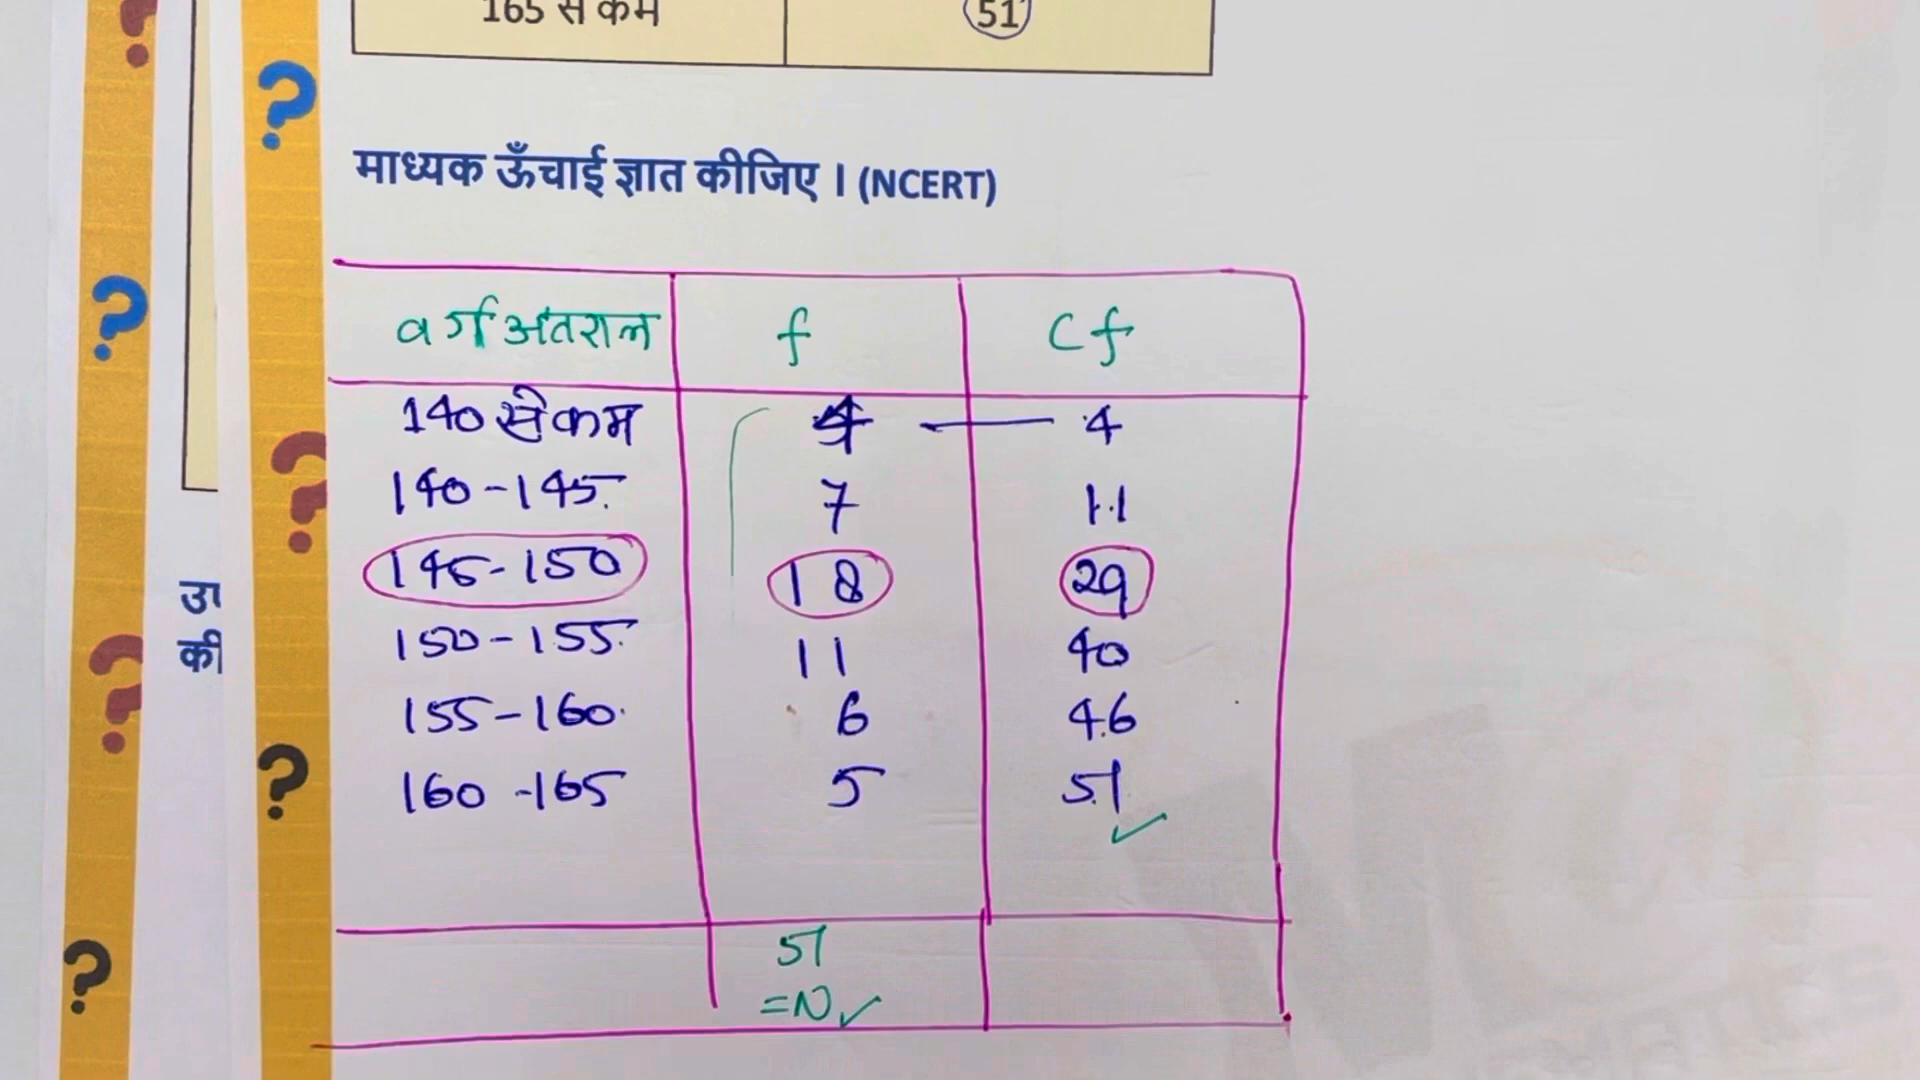 165 से कम 51
माध्यक ऊँचाई ज्ञात कीजिए । (NCERT)
वर्ग अंतराल f cf
140 से कम 4 4
140-145 7 11
145-150 18 29
150-155 11 40
155-160 6 46
160-165 5 51
51
=N
की